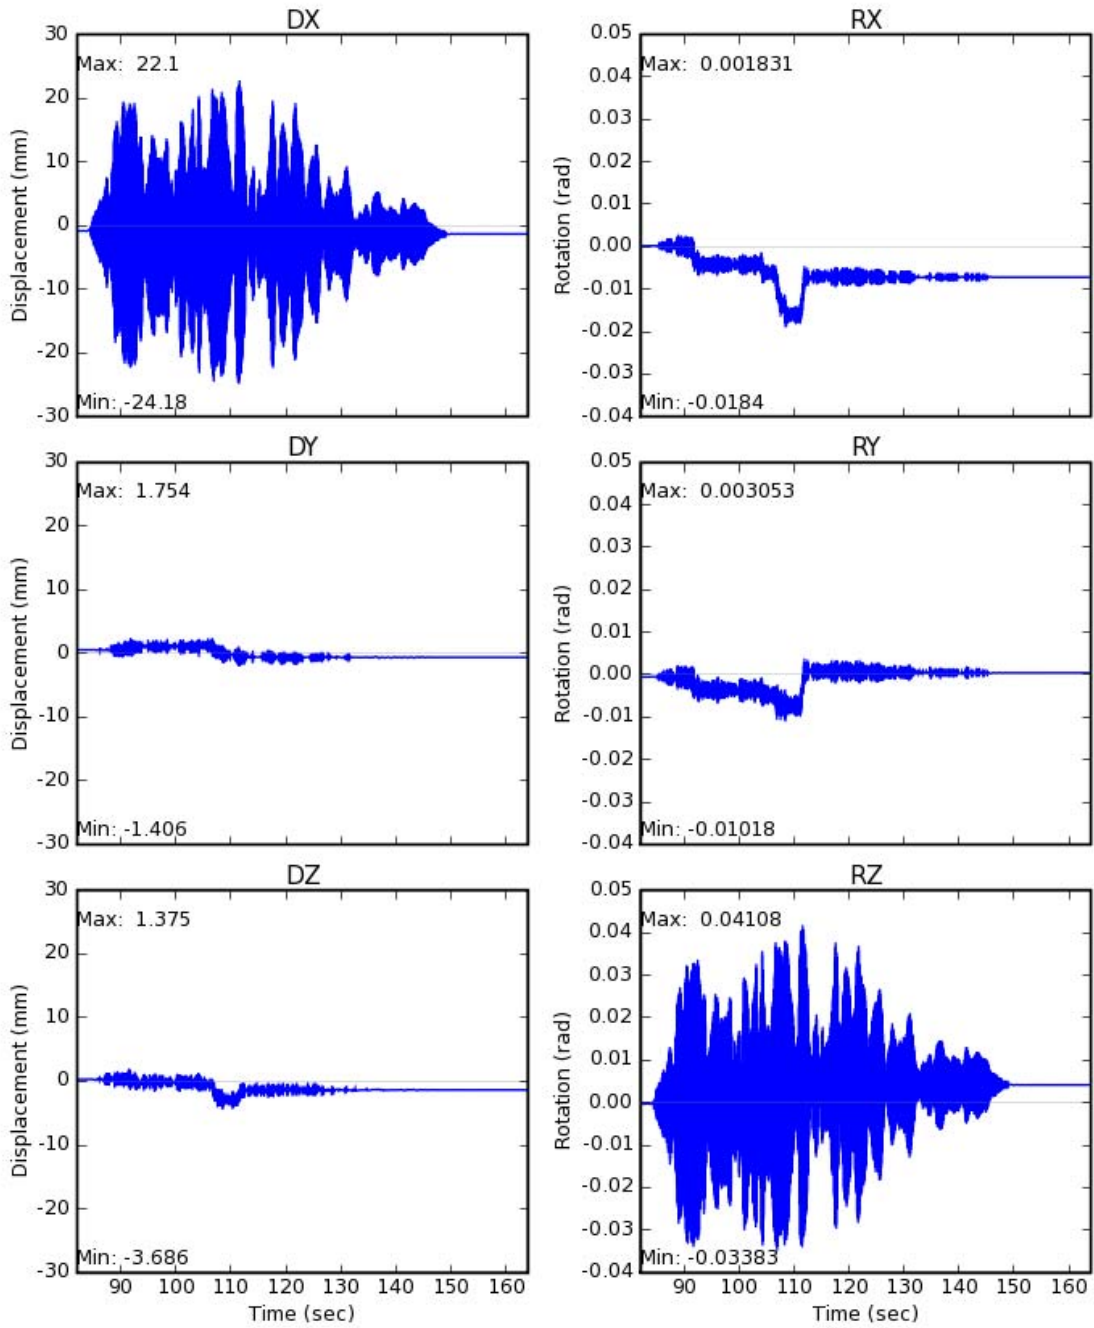 DX
30
20
10
0
-10
-20
-30
Displacement (mm)
Max: 22.1
Min: -24.18
RX
0.05
0.04
0.03
0.02
0.01
0.00
-0.01
-0.02
-0.03
-0.04
Rotation (rad)
Max: 0.001831
Min: -0.0184
DY
30
20
10
0
-10
-20
-30
Displacement (mm)
Max: 1.754
Min: -1.406
RY
0.05
0.04
0.03
0.02
0.01
0.00
-0.01
-0.02
-0.03
-0.04
Rotation (rad)
Max: 0.003053
Min: -0.01018
DZ
30
20
10
0
-10
-20
-30
Displacement (mm)
Max: 1.375
Min: -3.686
90 100 110 120 130 140 150 160
Time (sec)
RZ
0.05
0.04
0.03
0.02
0.01
0.00
-0.01
-0.02
-0.03
-0.04
Rotation (rad)
Max: 0.04108
Min: -0.03383
90 100 110 120 130 140 150 160
Time (sec)